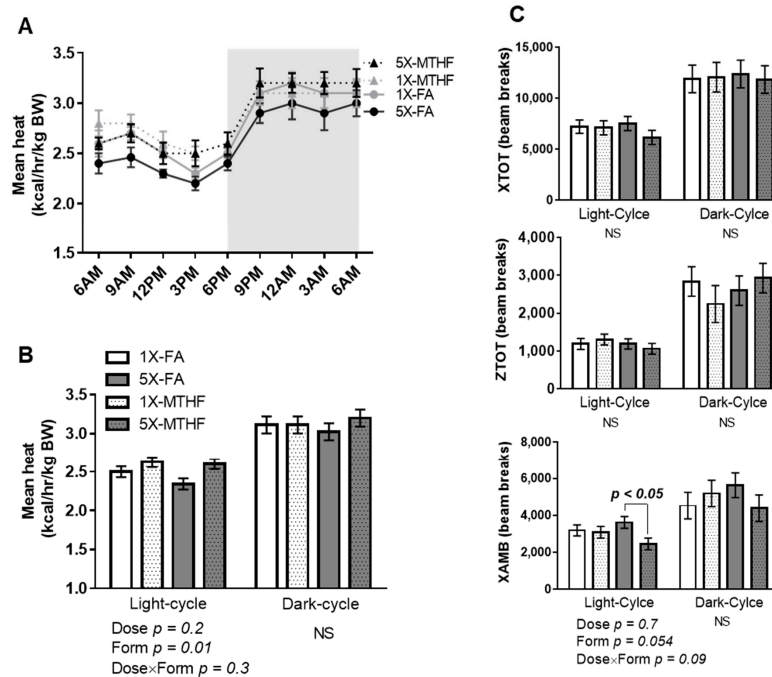 A
Mean heat
(kcal/hr/kg BW)
3.5
3.0
2.5
2.0
1.5
6AM
9AM
12PM
3PM
6PM
9PM
12AM
3AM
6AM
5X-MTHF
1X-MTHF
1X-FA
5X-FA
B
1X-FA
5X-FA
1X-MTHF
5X-MTHF
Mean heat
(kcal/hr/kg BW)
3.5
3.0
2.5
2.0
1.5
1.0
Light-cycle
Dark-cycle
Dose p = 0.2
Form p = 0.01
Dose×Form p = 0.3
NS
C
XTOT (beam breaks)
15,000
10,000
5,000
0
Light-Cylce
Dark-Cylce
NS
NS
ZTOT (beam breaks)
4,000
3,000
2,000
1,000
0
Light-Cylce
Dark-Cylce
NS
NS
XAMB (beam breaks)
8,000
6,000
4,000
2,000
0
p < 0.05
Light-Cylce
Dark-Cylce
Dose p = 0.7
Form p = 0.054
Dose×Form p = 0.09
NS